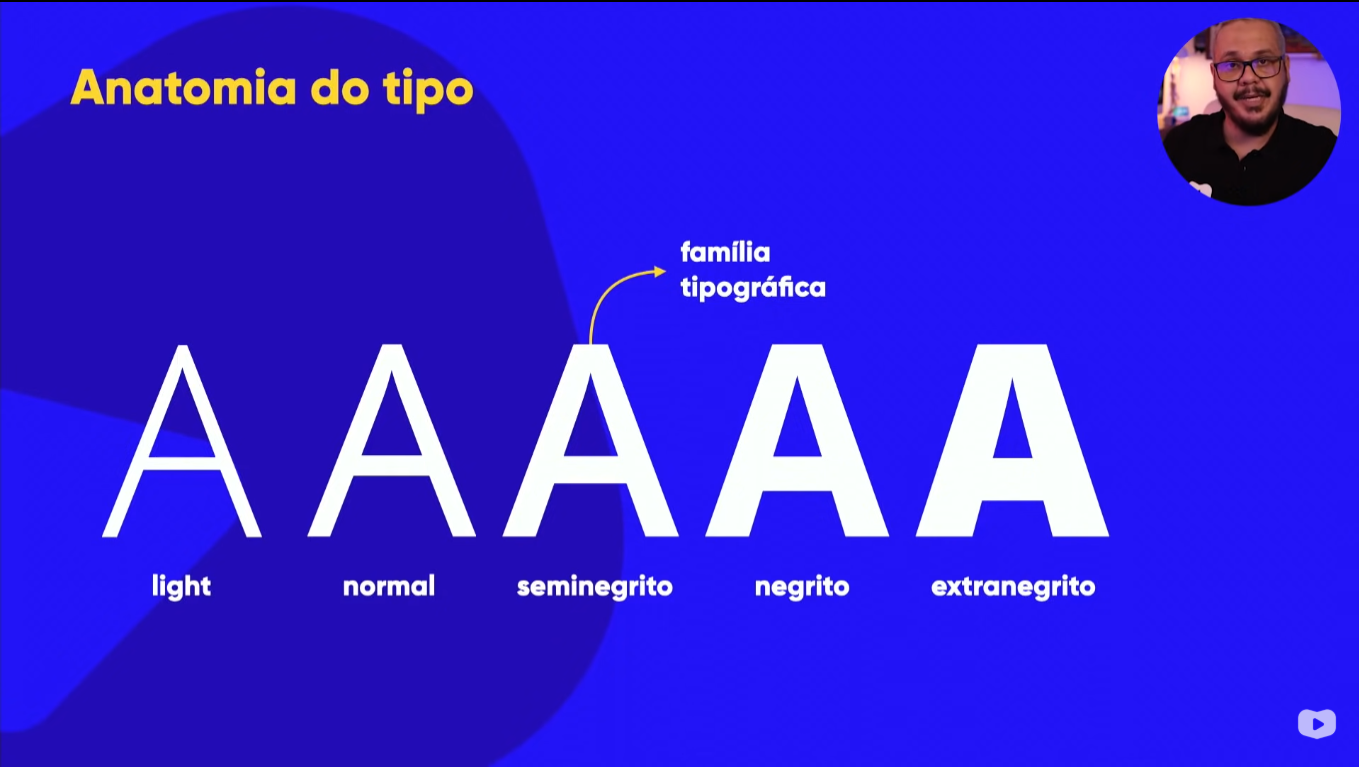 Anatomia do tipo
família
tipográfica
A A A A A
light normal seminegrito negrito extranegrito